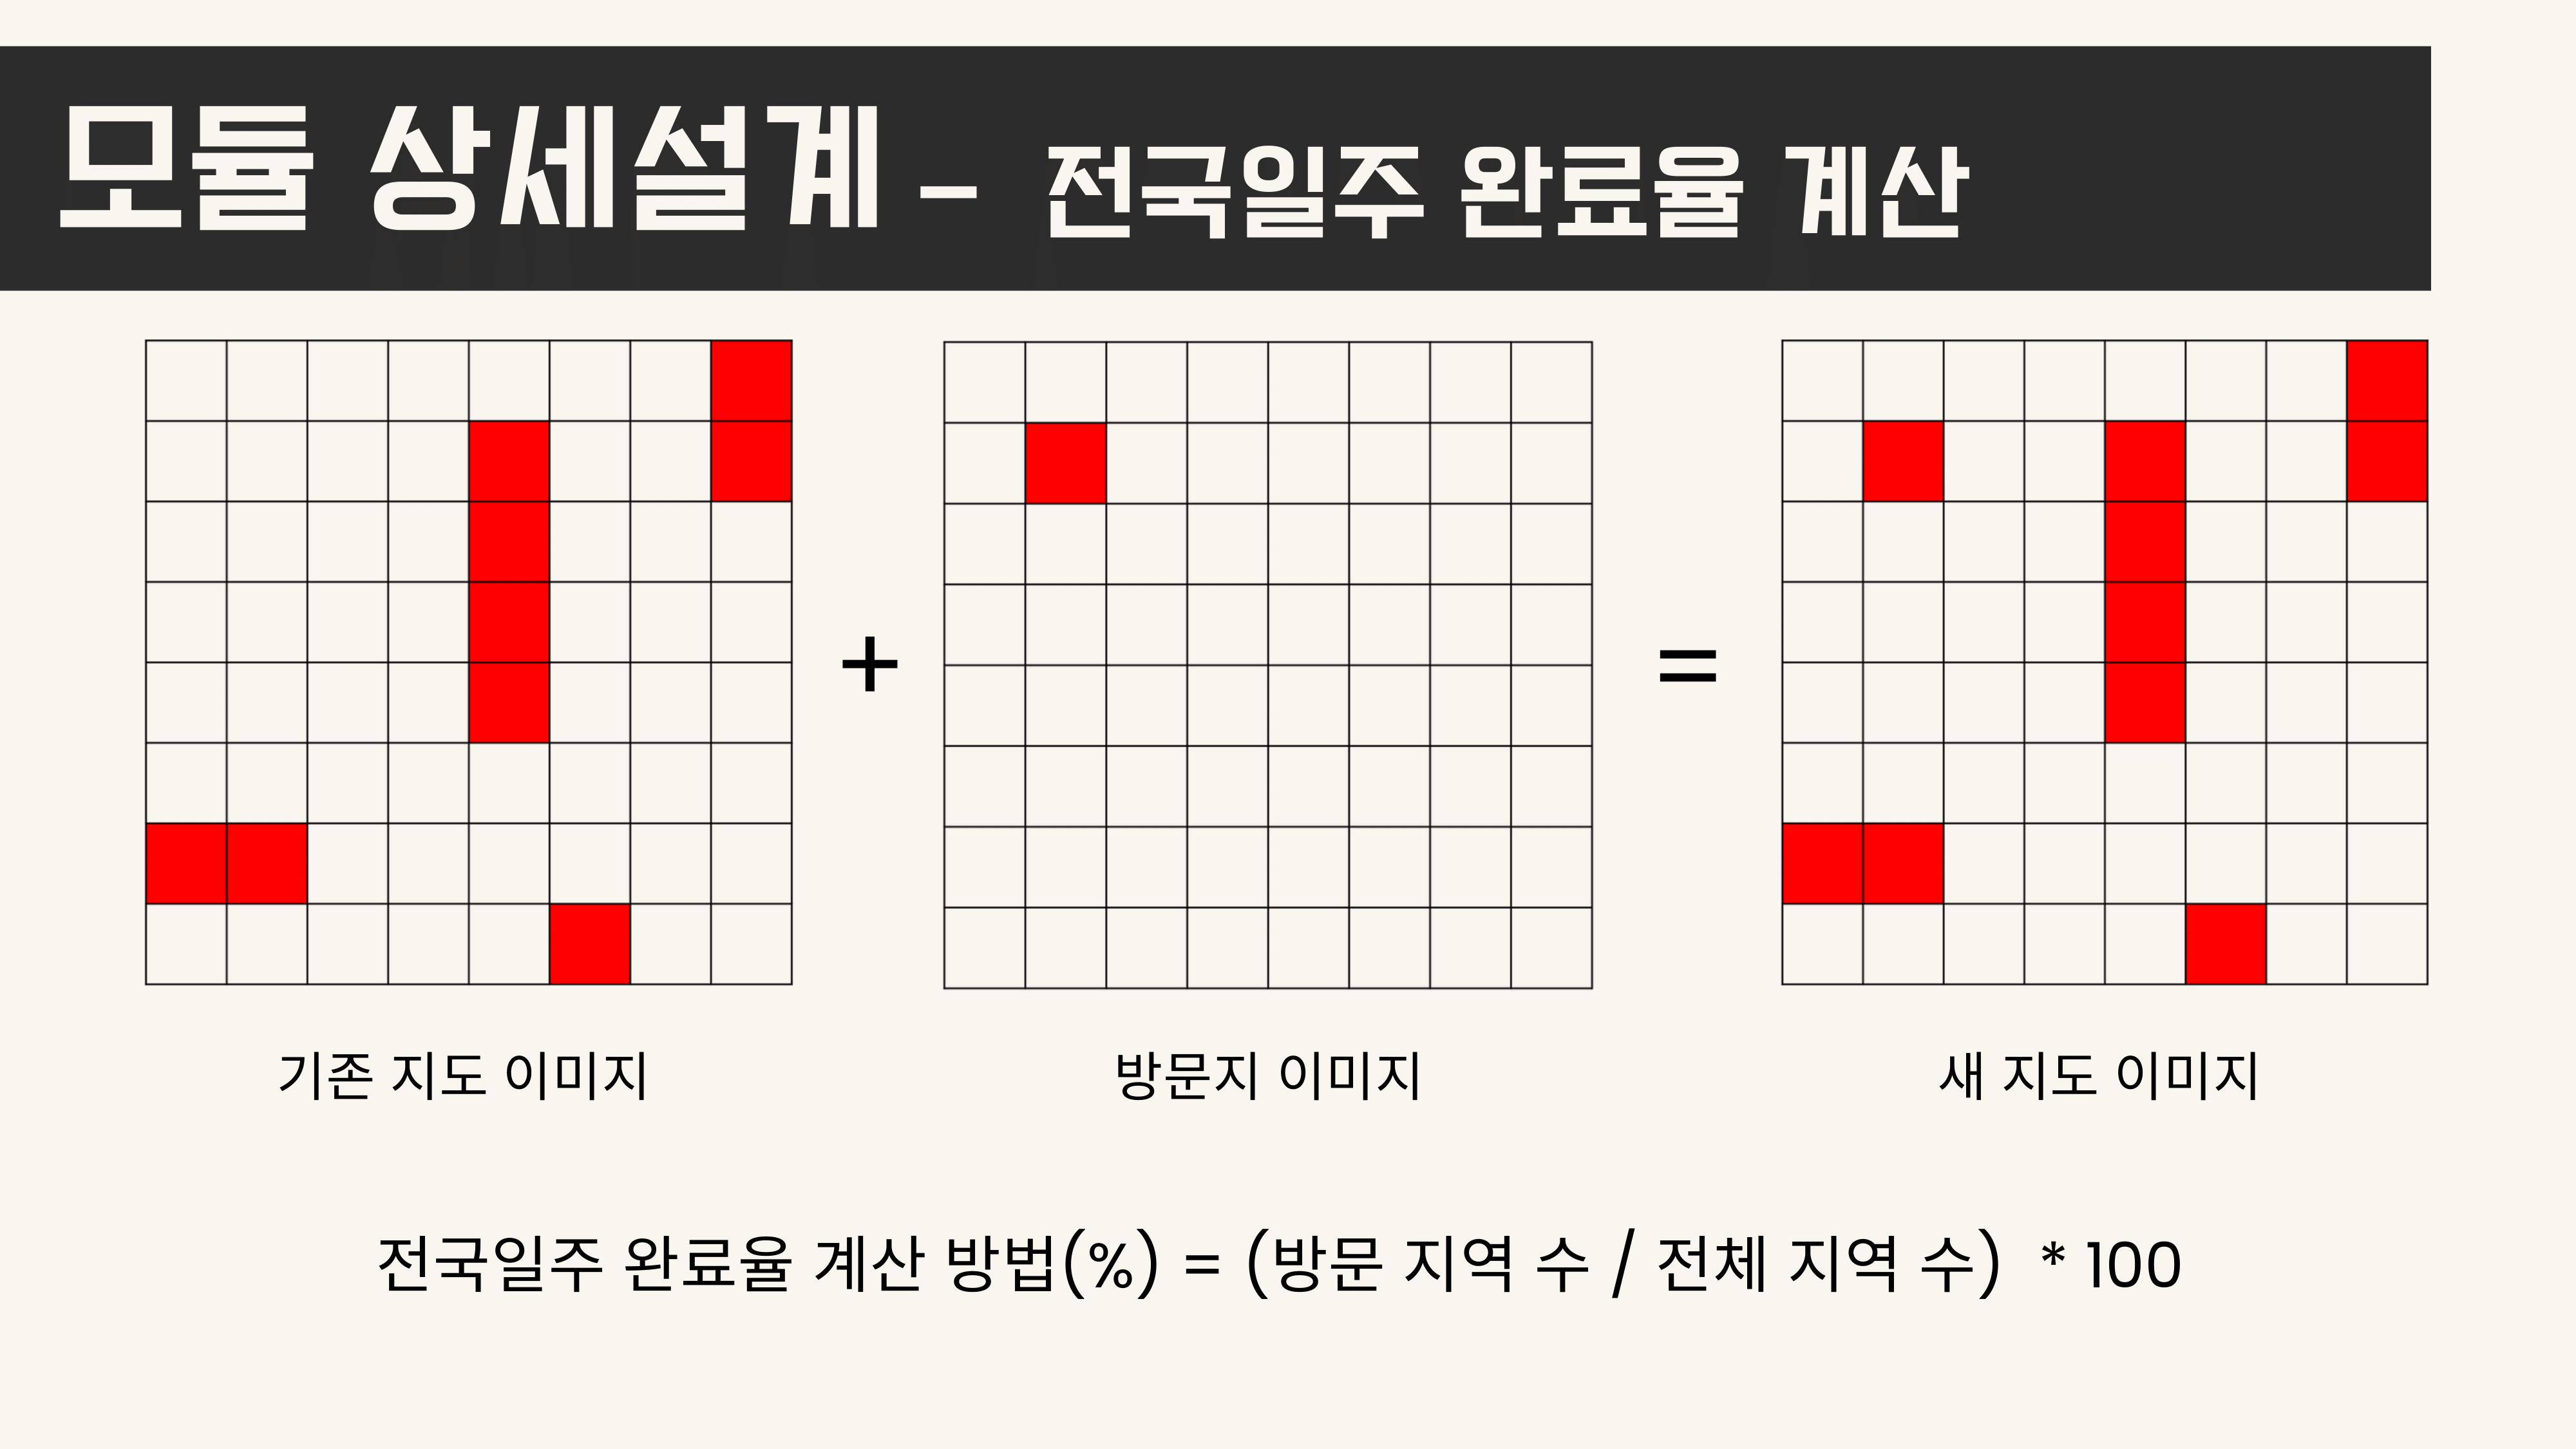 모듈 상세설계 - 전국일주 완료율 계산
+
=
기존 지도 이미지
방문지 이미지
새 지도 이미지
전국일주 완료율 계산 방법(%) = (방문 지역 수 / 전체 지역 수) * 100